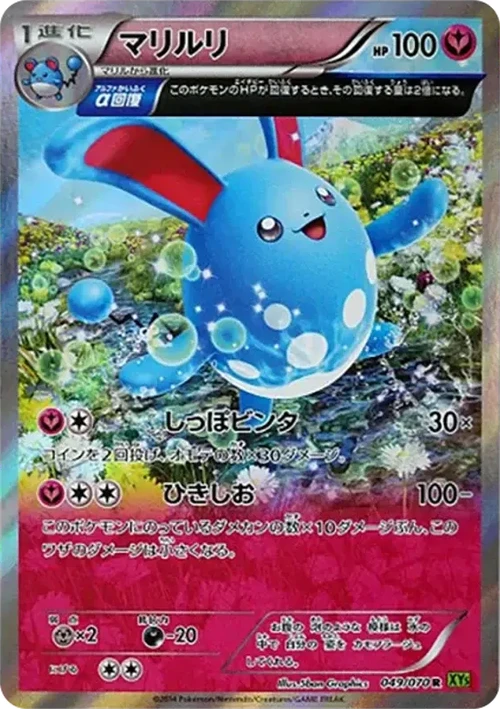 1進化
マリルリ
HP100
マリルから進化
アルファかいふく
α回復
このポケモンのHPが回復するとき、その回復する量は2倍になる。
しっぽビンタ 30×
コインを2回投げ、オモテの数×30ダメージ。
ひきしお 100-
このポケモンにのっているダメカンの数×10ダメージぶん、この
ワザのダメージは小さくなる。
弱点 ×2 抵抗力 -20
にげる
お腹の 泡のような 模様は 水の
中で 自分の 姿を カモフラージュ
してくれる。
Illus. 5ban Graphics 049/070 R XYs
©2014 Pokémon/Nintendo/Creatures/GAME FREAK.